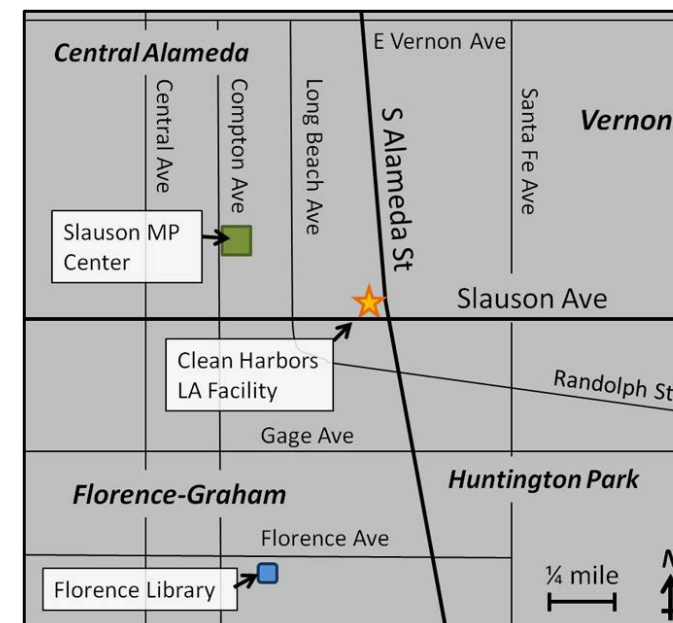 Central Alameda
E Vernon Ave
Central Ave
Compton Ave
Long Beach Ave
S Alameda St
Santa Fe Ave
Vernon
Slauson MP
Center
Slauson Ave
Clean Harbors
LA Facility
Randolph St
Gage Ave
Florence-Graham
Huntington Park
Florence Ave
Florence Library
¼ mile
N